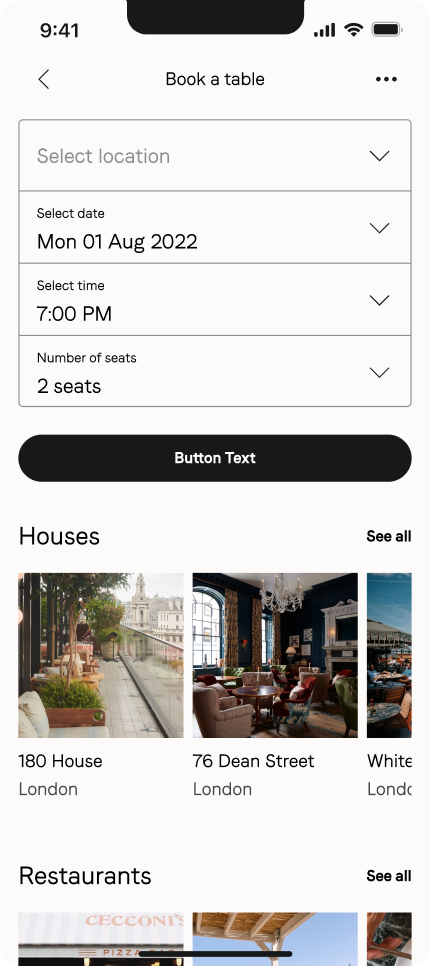 9:41
Book a table
Select location
Select date
Mon 01 Aug 2022
Select time
7:00 PM
Number of seats
2 seats
Button Text
Houses
See all
180 House
76 Dean Street
White
London
London
Londo
Restaurants
See all
CECCONI'S
PIZZA BAR